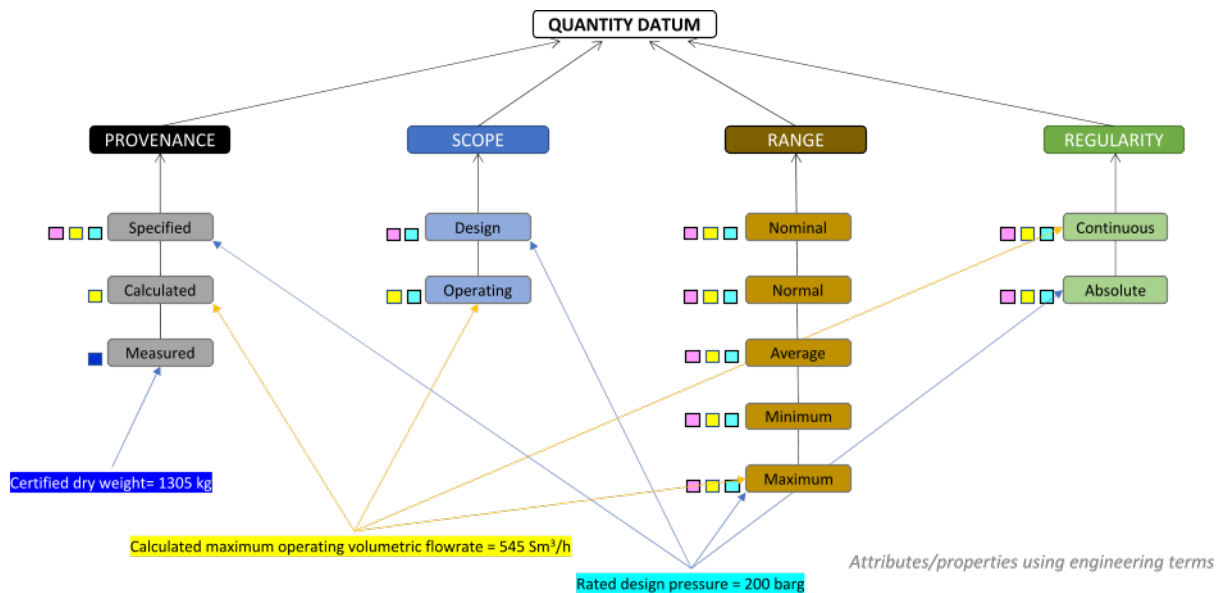 QUANTITY DATUM
PROVENANCE
SCOPE
RANGE
REGULARITY
Specified
Design
Nominal
Continuous
Calculated
Operating
Normal
Absolute
Measured
Average
Minimum
Certified dry weight= 1305 kg
Maximum
Calculated maximum operating volumetric flowrate = 545 Sm³/h
Attributes/properties using engineering terms
Rated design pressure = 200 barg